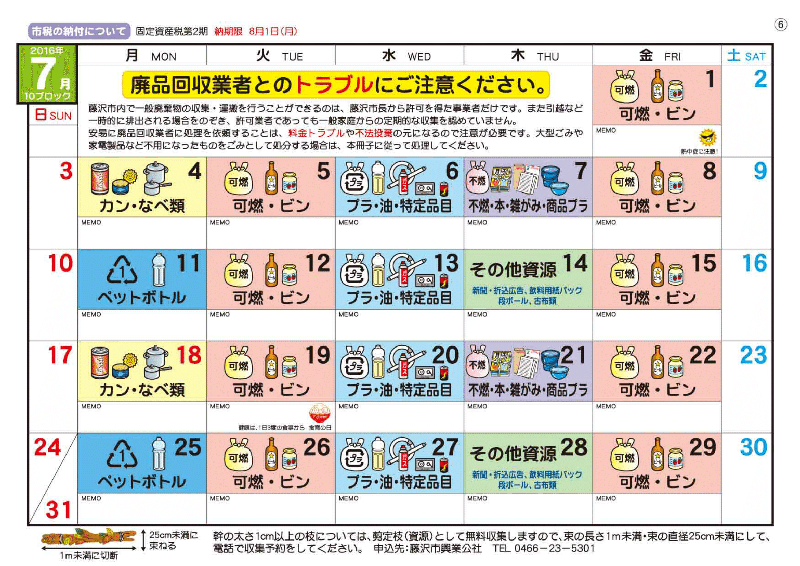 ⑥
市税の納付について 固定資産税第2期 納期限 8月1日(月)
2016年
7月
10ブロック
日 SUN
月 MON
火 TUE
水 WED
木 THU
金 FRI
土 SAT
廃品回収業者とのトラブルにご注意ください。
藤沢市内で一般廃棄物の収集・運搬を行うことができるのは、藤沢市長から許可を得た事業者だけです。また引越など
一時的に排出される場合をのぞき、許可業者であっても一般家庭からの定期的な収集を認めていません。
安易に廃品回収業者に処理を依頼することは、料金トラブルや不法投棄の元になるので注意が必要です。大型ごみや
家電製品など不用になったものをごみとして処分する場合は、本冊子に従って処理してください。
可燃 1
可燃・ビン
MEMO
熱中症に注意!
2
3
4
カン・なべ類
MEMO
可燃 5
可燃・ビン
MEMO
プラ 6
プラ・油・特定品目
MEMO
不燃 7
不燃・本・雑がみ・商品プラ
MEMO
可燃 8
可燃・ビン
MEMO
9
10
1 11
ペットボトル
MEMO
可燃 12
可燃・ビン
MEMO
プラ 13
プラ・油・特定品目
MEMO
その他資源 14
新聞・折込広告、飲料用紙パック
段ボール、古布類
MEMO
可燃 15
可燃・ビン
MEMO
16
17
18
カン・なべ類
MEMO
可燃 19
可燃・ビン
MEMO
健康は、1日3度の食事から 食育の日
プラ 20
プラ・油・特定品目
MEMO
不燃 21
不燃・本・雑がみ・商品プラ
MEMO
可燃 22
可燃・ビン
MEMO
23
24
31
1 25
ペットボトル
MEMO
可燃 26
可燃・ビン
MEMO
プラ 27
プラ・油・特定品目
MEMO
その他資源 28
新聞・折込広告、飲料用紙パック
段ボール、古布類
MEMO
可燃 29
可燃・ビン
MEMO
30
25cm未満に
束ねる
1m未満に切断
幹の太さ1cm以上の枝については、剪定枝(資源)として無料収集しますので、束の長さ1m未満・束の直径25cm未満にして、
電話で収集予約をしてください。 申込先:藤沢市興業公社 TEL 0466-23-5301